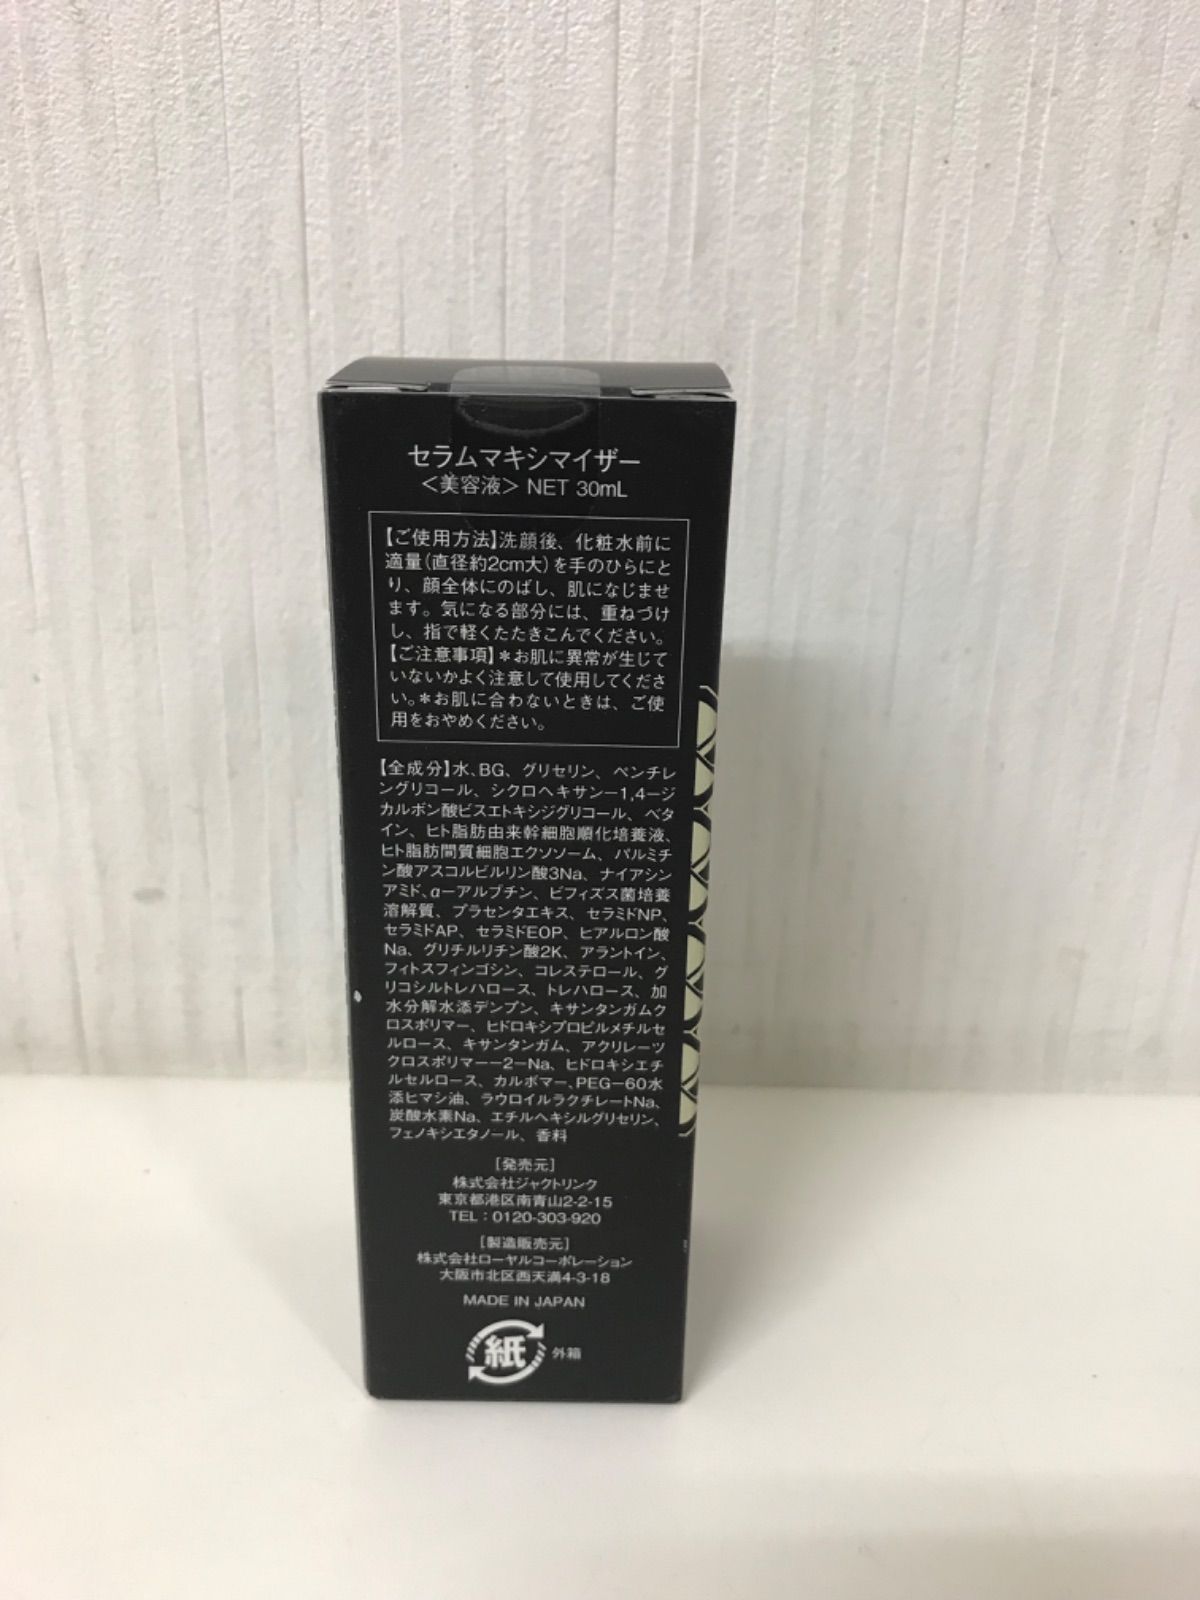 セラムマキシマイザー
<美容液> NET 30mL
【ご使用方法】洗顔後、化粧水前に
適量(直径約2cm大)を手のひらにと
り、顔全体にのばし、肌になじませ
ます。気になる部分には、重ねづけ
し、指で軽くたたきこんでください。
【ご注意事項】*お肌に異常が生じて
いないかよく注意して使用してくださ
い。*お肌に合わないときは、ご使
用をおやめください。
【全成分】水、BG、グリセリン、ペンチレ
ングリコール、シクロヘキサン-1,4-ジ
カルボン酸ビスエトキシジグリコール、ベタ
イン、ヒト脂肪由来幹細胞順化培養液、
ヒト脂肪間質細胞エクソソーム、パルミチ
ン酸アスコルビルリン酸3Na、ナイアシン
アミド、α-アルブチン、ビフィズス菌培養
溶解質、プラセンタエキス、セラミドNP、
セラミドAP、セラミドEOP、ヒアルロン酸
Na、グリチルリチン酸2K、アラントイン、
フィトスフィンゴシン、コレステロール、グ
リコシルトレハロース、トレハロース、加
水分解水添デンプン、キサンタンガムク
ロスポリマー、ヒドロキシプロピルメチルセ
ルロース、キサンタンガム、アクリレーツ
クロスポリマー-2-Na、ヒドロキシエチ
ルセルロース、カルボマー、PEG-60水
添ヒマシ油、ラウロイルラクチレートNa、
炭酸水素Na、エチルヘキシルグリセリン、
フェノキシエタノール、香料
[発売元]
株式会社ジャクトリンク
東京都港区南青山2-2-15
TEL:0120-303-920
[製造販売元]
株式会社ローヤルコーポレーション
大阪市北区西天満4-3-18
MADE IN JAPAN
紙 外箱